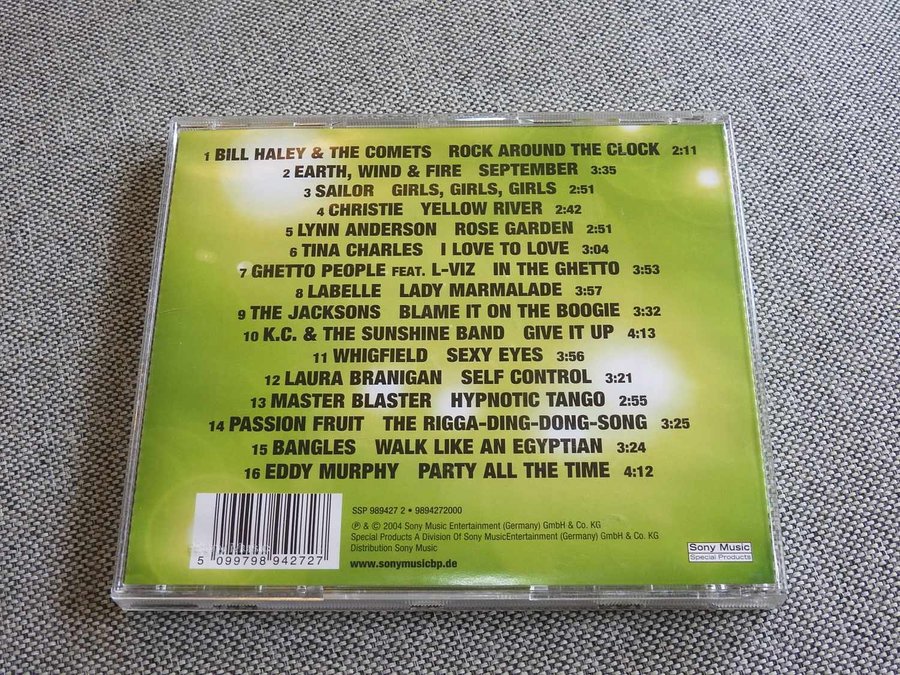 1 BILL HALEY & THE COMETS ROCK AROUND THE CLOCK 2:11
2 EARTH, WIND & FIRE SEPTEMBER 3:35
3 SAILOR GIRLS, GIRLS, GIRLS 2:51
4 CHRISTIE YELLOW RIVER 2:42
5 LYNN ANDERSON ROSE GARDEN 2:51
6 TINA CHARLES I LOVE TO LOVE 3:04
7 GHETTO PEOPLE FEAT. L-VIZ IN THE GHETTO 3:53
8 LABELLE LADY MARMALADE 3:57
9 THE JACKSONS BLAME IT ON THE BOOGIE 3:32
10 K.C. & THE SUNSHINE BAND GIVE IT UP 4:13
11 WHIGFIELD SEXY EYES 3:56
12 LAURA BRANIGAN SELF CONTROL 3:21
13 MASTER BLASTER HYPNOTIC TANGO 2:55
14 PASSION FRUIT THE RIGGA-DING-DONG-SONG 3:25
15 BANGLES WALK LIKE AN EGYPTIAN 3:24
16 EDDY MURPHY PARTY ALL THE TIME 4:12
SSP 989427 2 • 9894272000
℗ & © 2004 Sony Music Entertainment (Germany) GmbH & Co. KG
Special Products A Division Of Sony MusicEntertainment (Germany) GmbH & Co. KG
Distribution Sony Music
www.sonymusicbp.de
5 099798 942727
Sony Music
Special Products